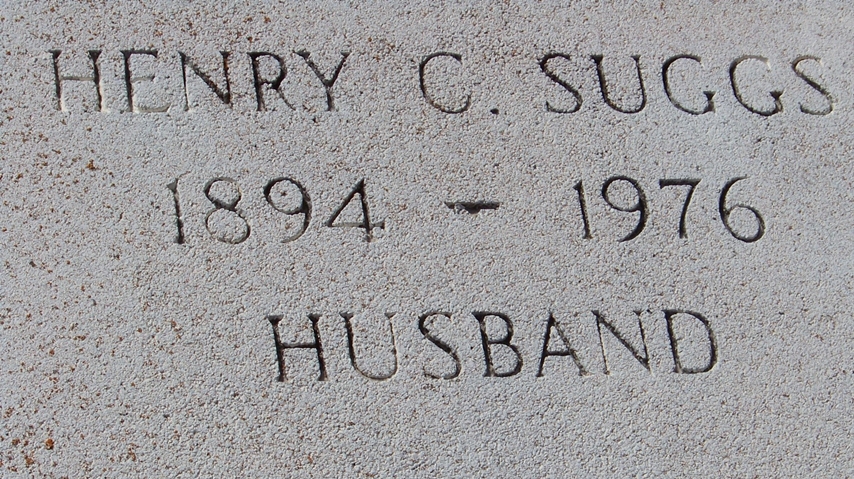 HENRY C. SUGGS
1894 - 1976
HUSBAND